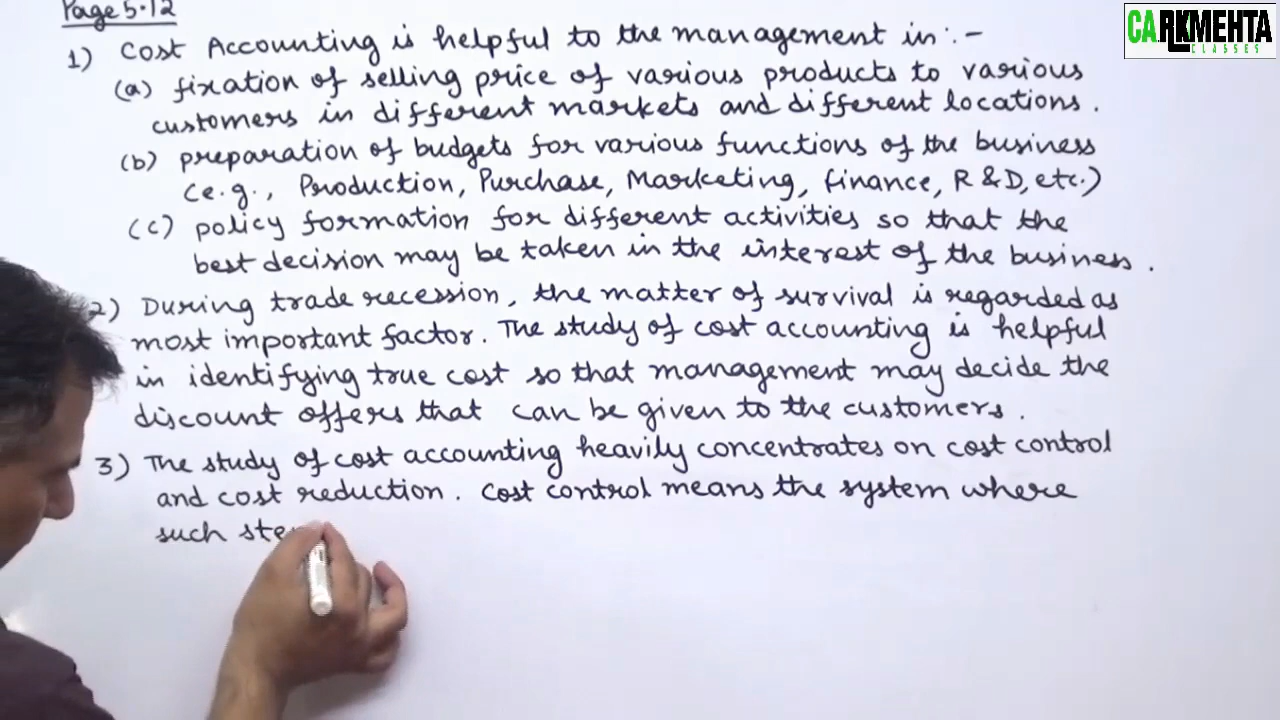 Page 5.12
CARKMEHTA
CLASSES
1) Cost Accounting is helpful to the management in :-
(a) fixation of selling price of various products to various
customers in different markets and different locations.
(b) preparation of budgets for various functions of the business
(e.g., Production, Purchase, Marketing, Finance, R & D, etc.)
(c) policy formation for different activities so that the
best decision may be taken in the interest of the business.
2) During trade recession, the matter of survival is regarded as
most important factor. The study of cost accounting is helpful
in identifying true cost so that management may decide the
discount offers that can be given to the customers.
3) The study of cost accounting heavily concentrates on cost control
and cost reduction. Cost control means the system where
such